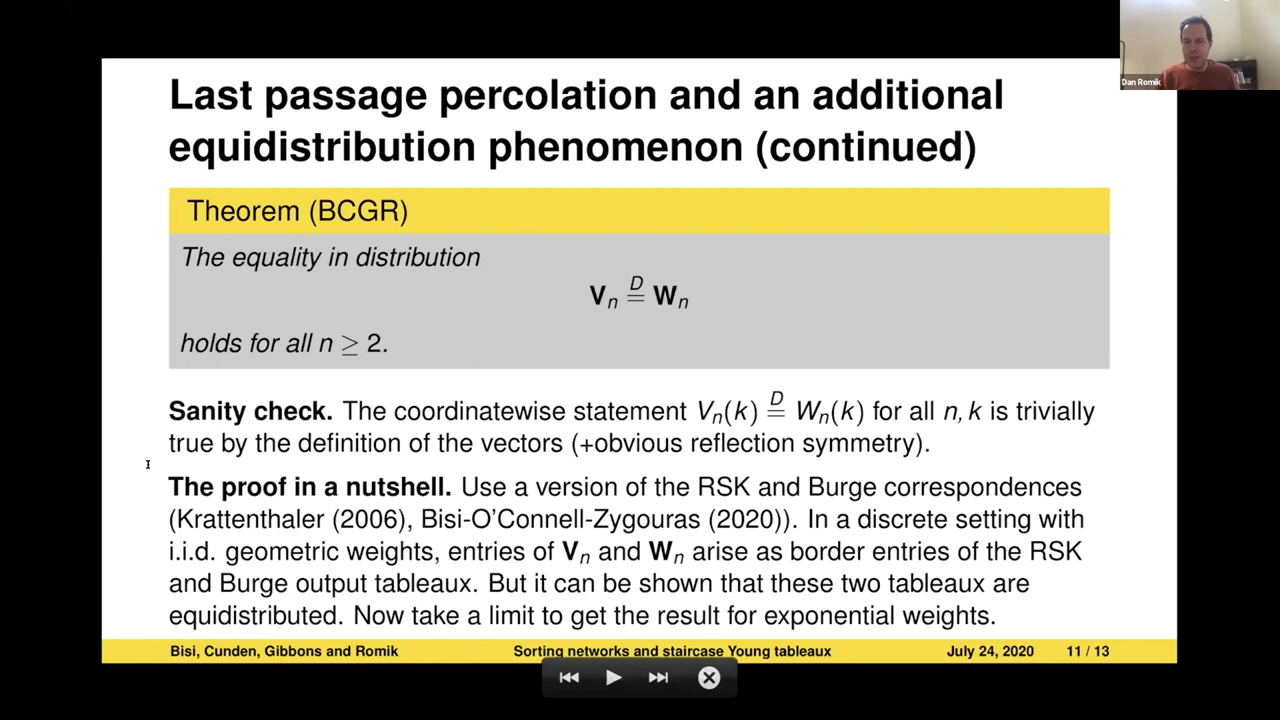 Dan Romik
Last passage percolation and an additional
equidistribution phenomenon (continued)
Theorem (BCGR)
The equality in distribution
Vₙ D= Wₙ
holds for all n ≥ 2.
Sanity check. The coordinatewise statement Vₙ(k) D= Wₙ(k) for all n, k is trivially
true by the definition of the vectors (+obvious reflection symmetry).
The proof in a nutshell. Use a version of the RSK and Burge correspondences
(Krattenthaler (2006), Bisi-O'Connell-Zygouras (2020)). In a discrete setting with
i.i.d. geometric weights, entries of Vₙ and Wₙ arise as border entries of the RSK
and Burge output tableaux. But it can be shown that these two tableaux are
equidistributed. Now take a limit to get the result for exponential weights.
Bisi, Cunden, Gibbons and Romik Sorting networks and staircase Young tableaux July 24, 2020 11 / 13